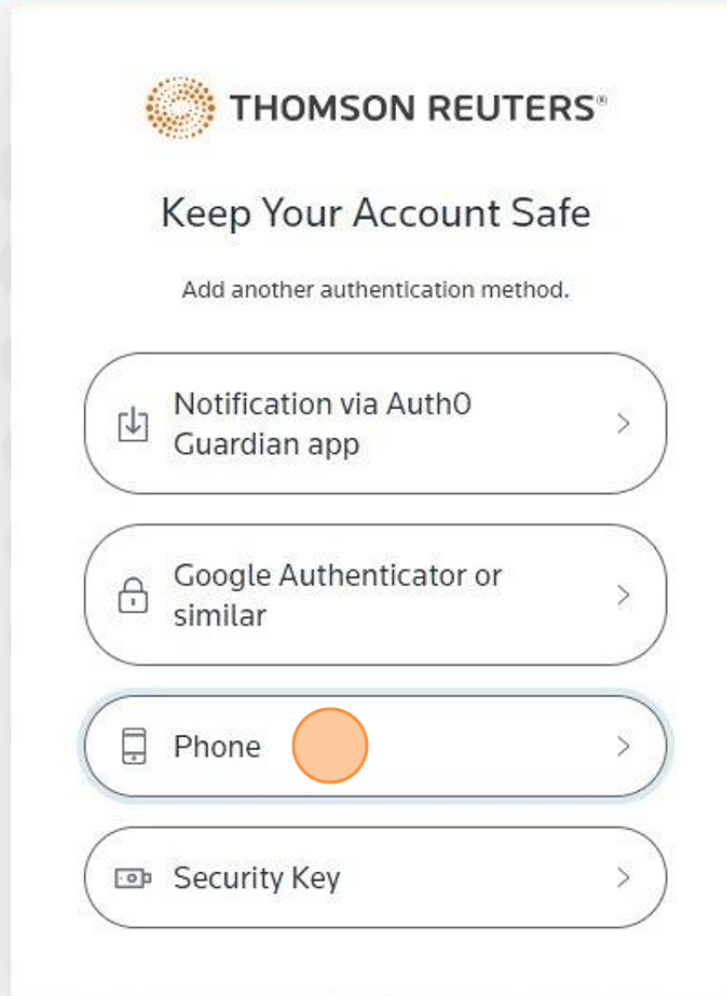 THOMSON REUTERS®
Keep Your Account Safe
Add another authentication method.
Notification via Auth0
Guardian app
Google Authenticator or
similar
Phone
Security Key